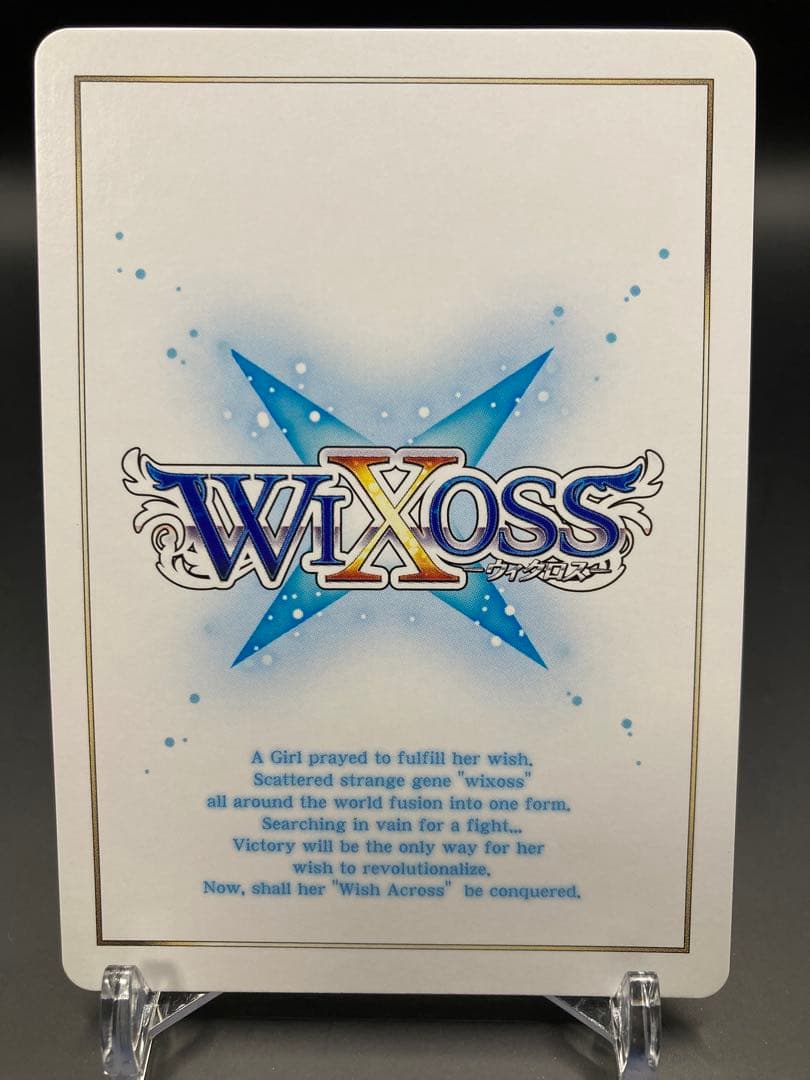 WIXOSS
ーウィクロスー
A Girl prayed to fulfill her wish.
Scattered strange gene "wixoss"
all around the world fusion into one form.
Searching in vain for a fight...
Victory will be the only way for her
wish to revolutionalize.
Now, shall her "Wish Across" be conquered.